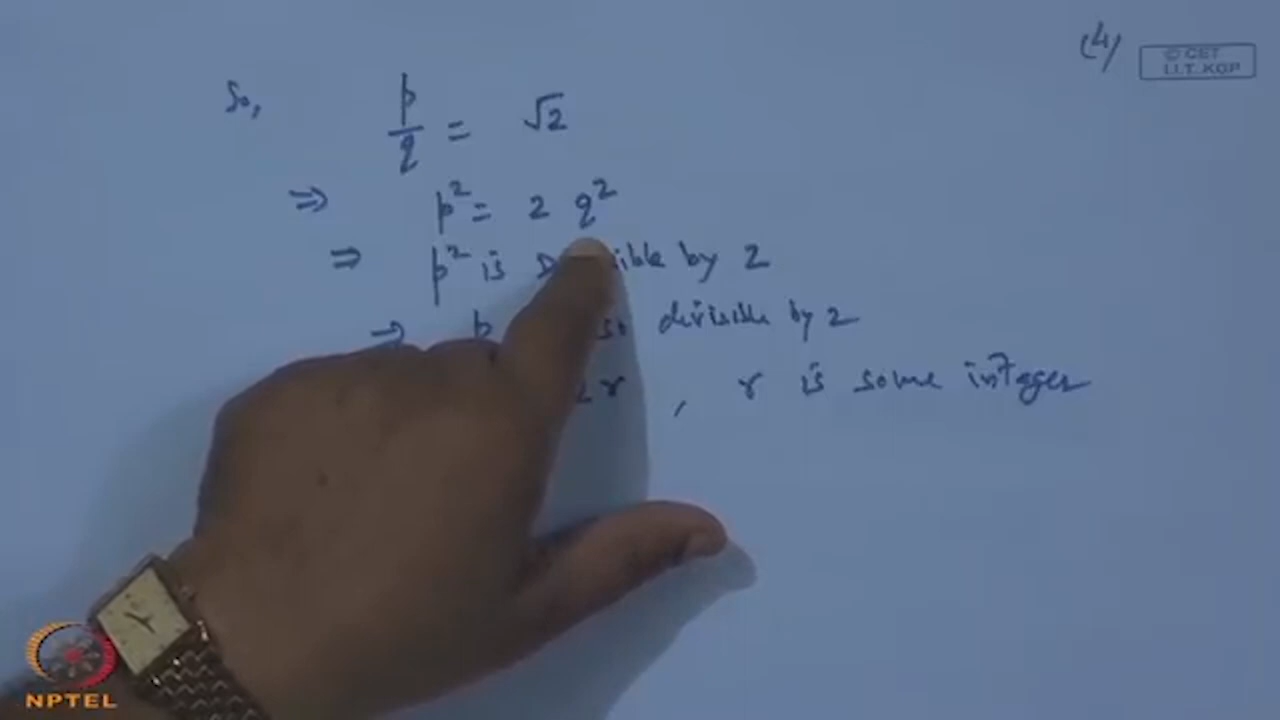 (4)
© CET
I.I.T. KGP
So, p/q = √2
⇒ p² = 2 q²
⇒ p² is by 2
⇒ p divisible by 2
2r , r is some integer
NPTEL